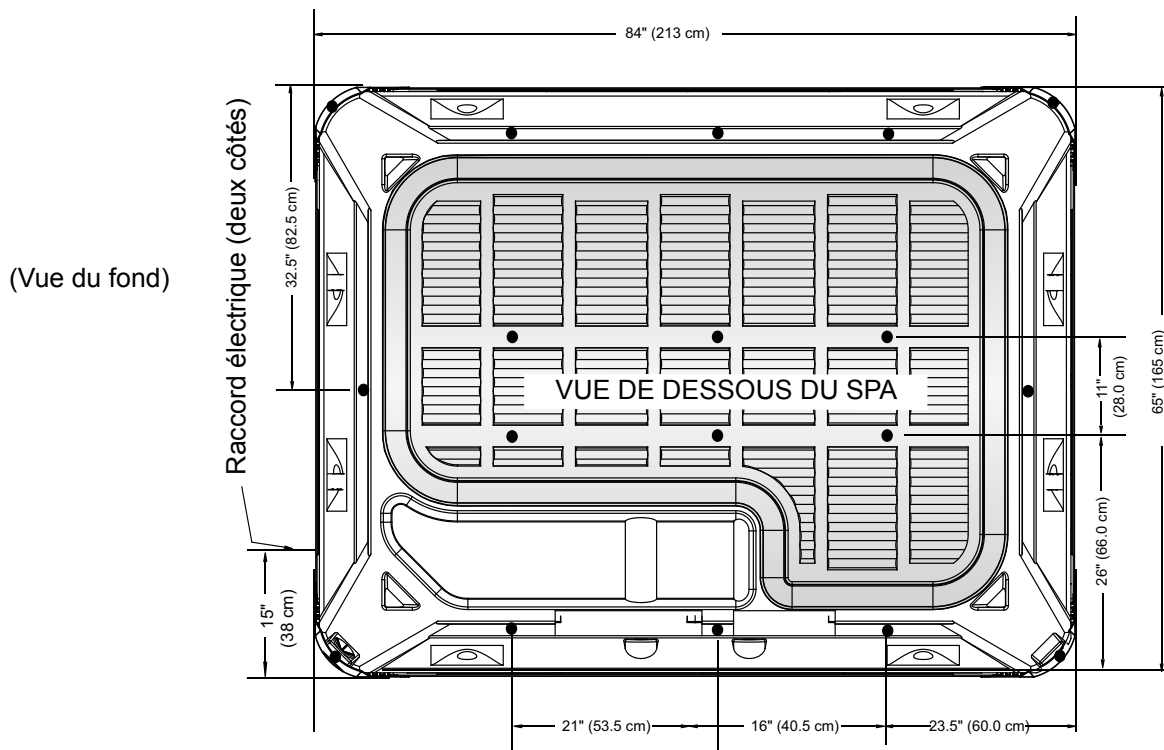 84" (213 cm)
(Vue du fond)
Raccord électrique (deux côtés)
32.5" (82.5 cm)
VUE DE DESSOUS DU SPA
11"
(28.0 cm)
65" (165 cm)
26" (66.0 cm)
15"
(38 cm)
21" (53.5 cm)
16" (40.5 cm)
23.5" (60.0 cm)